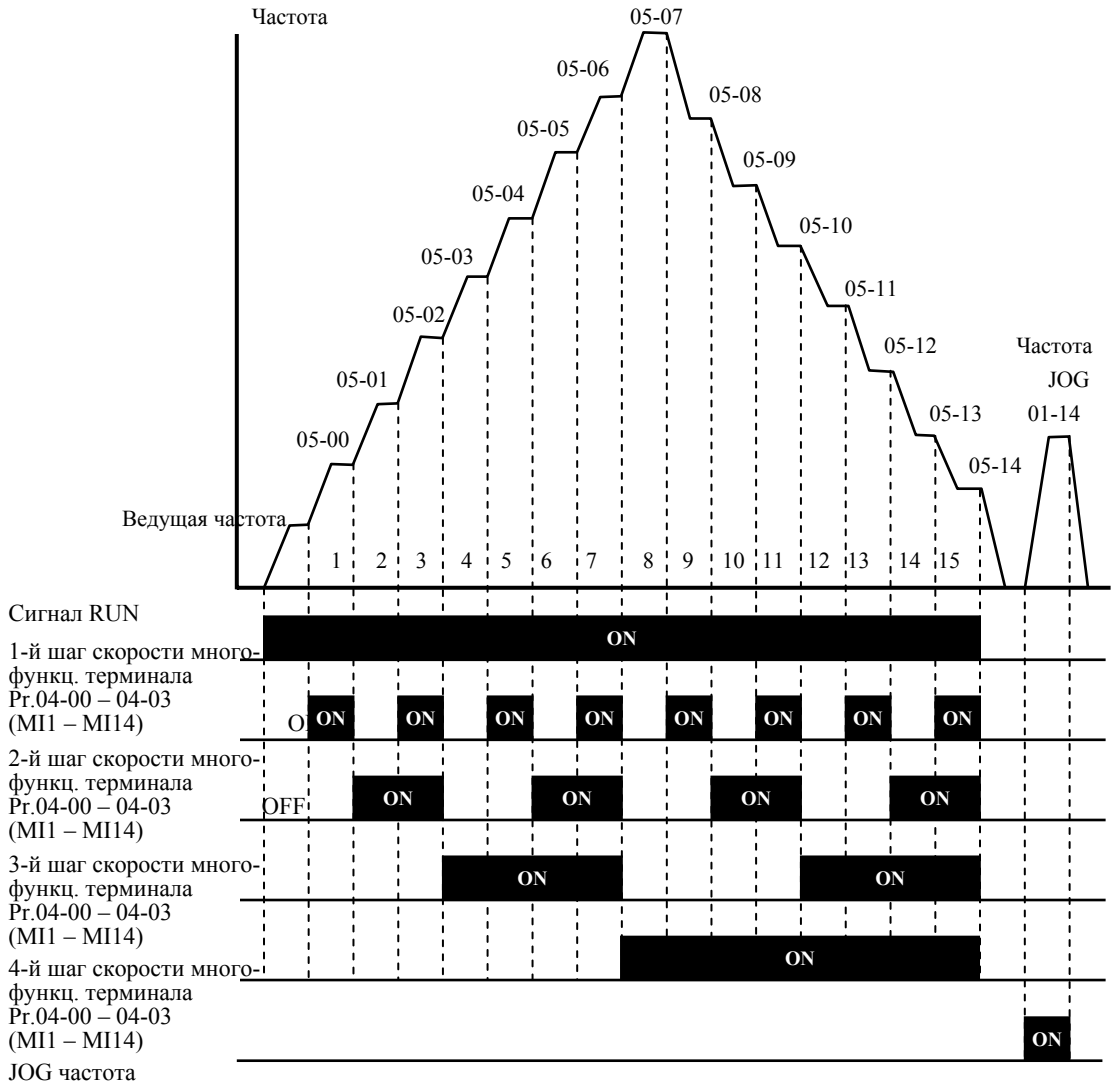 Частота
05-07
05-06
05-08
05-05
05-09
05-04
05-10
05-03
05-11
05-02
05-12
Частота
JOG
05-01
05-13
01-14
05-00
05-14
Ведущая частота
1 2 3 4 5 6 7 8 9 10 11 12 13 14 15
Сигнал RUN
ON
1-й шаг скорости много-
функц. терминала
Pr.04-00 – 04-03
(MI1 – MI14)
ON ON ON ON ON ON ON ON
2-й шаг скорости много-
функц. терминала
Pr.04-00 – 04-03
(MI1 – MI14)
OFF
ON ON ON ON
3-й шаг скорости много-
функц. терминала
Pr.04-00 – 04-03
(MI1 – MI14)
ON ON
4-й шаг скорости много-
функц. терминала
Pr.04-00 – 04-03
(MI1 – MI14)
ON
JOG частота
ON